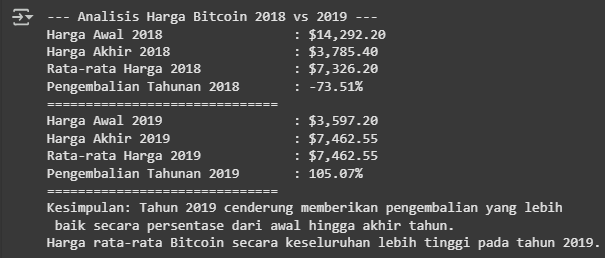 --- Analisis Harga Bitcoin 2018 vs 2019 ---
Harga Awal 2018 : $14,292.20
Harga Akhir 2018 : $3,785.40
Rata-rata Harga 2018 : $7,326.20
Pengembalian Tahunan 2018 : -73.51%
==============================
Harga Awal 2019 : $3,597.20
Harga Akhir 2019 : $7,462.55
Rata-rata Harga 2019 : $7,462.55
Pengembalian Tahunan 2019 : 105.07%
==============================
Kesimpulan: Tahun 2019 cenderung memberikan pengembalian yang lebih
baik secara persentase dari awal hingga akhir tahun.
Harga rata-rata Bitcoin secara keseluruhan lebih tinggi pada tahun 2019.